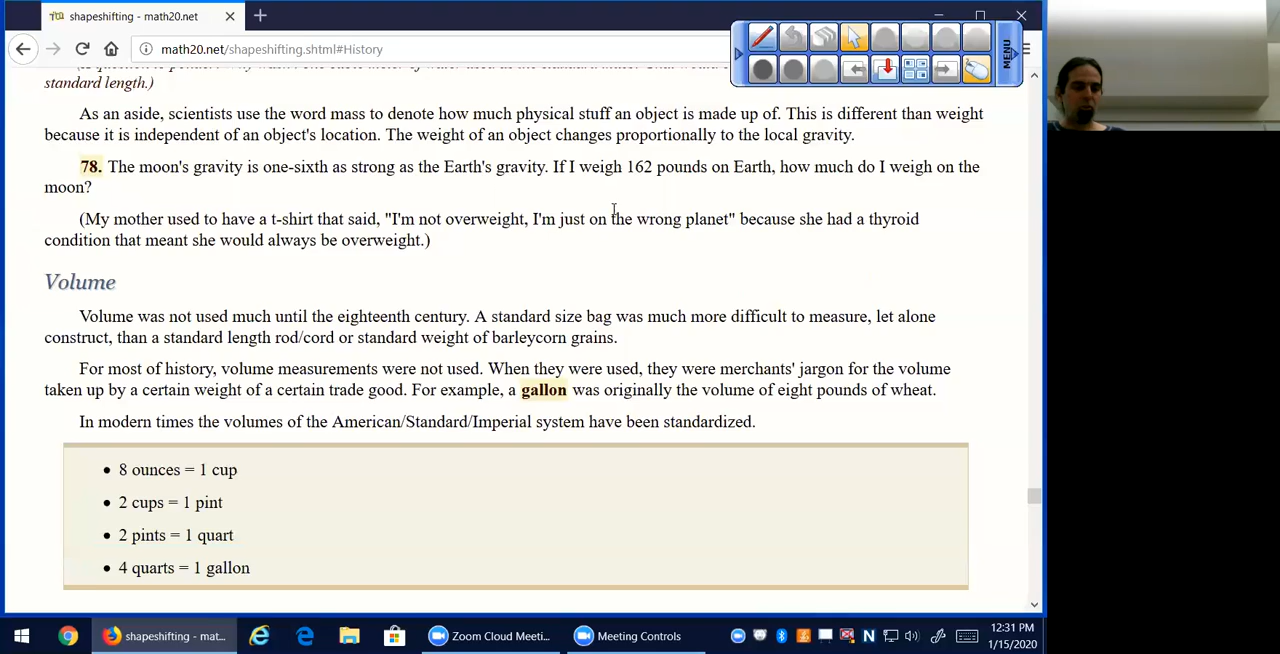 shapeshifting - math20.net
math20.net/shapeshifting.shtml#History
MENU
standard length.)
As an aside, scientists use the word mass to denote how much physical stuff an object is made up of. This is different than weight
because it is independent of an object's location. The weight of an object changes proportionally to the local gravity.
78. The moon's gravity is one-sixth as strong as the Earth's gravity. If I weigh 162 pounds on Earth, how much do I weigh on the
moon?
(My mother used to have a t-shirt that said, "I'm not overweight, I'm just on the wrong planet" because she had a thyroid
condition that meant she would always be overweight.)
Volume
Volume was not used much until the eighteenth century. A standard size bag was much more difficult to measure, let alone
construct, than a standard length rod/cord or standard weight of barleycorn grains.
For most of history, volume measurements were not used. When they were used, they were merchants' jargon for the volume
taken up by a certain weight of a certain trade good. For example, a gallon was originally the volume of eight pounds of wheat.
In modern times the volumes of the American/Standard/Imperial system have been standardized.
• 8 ounces = 1 cup
• 2 cups = 1 pint
• 2 pints = 1 quart
• 4 quarts = 1 gallon
shapeshifting - mat...
Zoom Cloud Meeti...
Meeting Controls
N
12:31 PM
1/15/2020